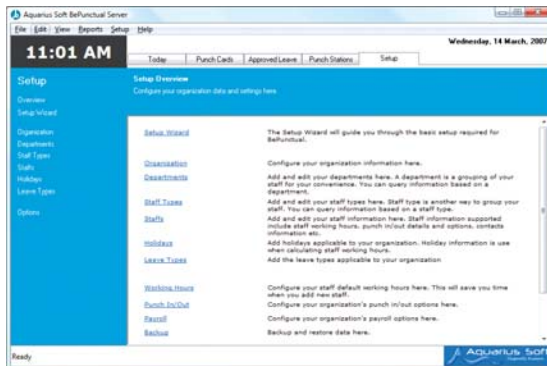 Aquarius Soft BePunctual Server
File Edit View Reports Setup Help
11:01 AM
Wednesday, 14 March, 2007
Today Punch Cards Approved Leave Punch Stations Setup
Setup
Overview
Setup Wizard
Organization
Departments
Staff Types
Staffs
Holidays
Leave Types
Options
Setup Overview
Configure your organization data and settings here.
Setup Wizard The Setup Wizard will guide you through the basic setup required for
BePunctual.
Organization Configure your organization information here.
Departments Add and edit your departments here. A department is a grouping of your
staff for your convenience. You can query information based on a
department.
Staff Types Add and edit your staff types here. Staff type is another way to group your
staff. You can query information based on a staff type.
Staffs Add and edit your staff information here. Staff information supported
include staff working hours, punch in/out details and options, contacts
information etc.
Holidays Add holidays applicable to your organization. Holiday information is use
when calculating staff working hours.
Leave Types Add the leave types applicable to your organization
Working Hours Configure your staff default working hours here. This will save you time
when you add new staff.
Punch In/Out Configure your organization's punch in/out options here.
Payroll Configure your organization's payroll options here.
Backup Backup and restore data here.
Ready
Aquarius Soft